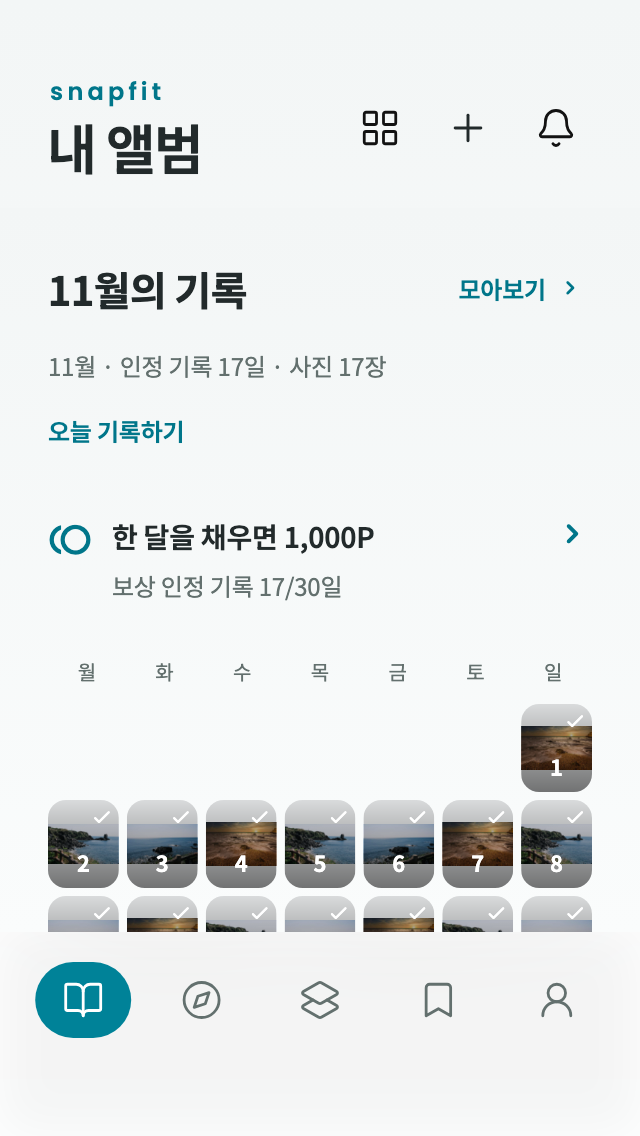 snapfit
내 앨범
11월의 기록
모아보기
11월 · 인정 기록 17일 · 사진 17장
오늘 기록하기
한 달을 채우면 1,000P
보상 인정 기록 17/30일
월 화 수 목 금 토 일
1
2 3 4 5 6 7 8